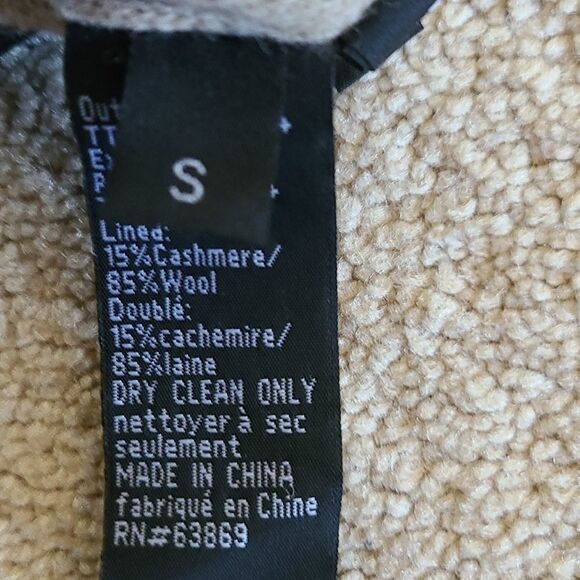 S
Lined:
15%Cashmere/
85%Wool
Doublé:
15%cachemire/
85%laine
DRY CLEAN ONLY
nettoyer à sec
seulement
MADE IN CHINA
fabriqué en Chine
RN#63869